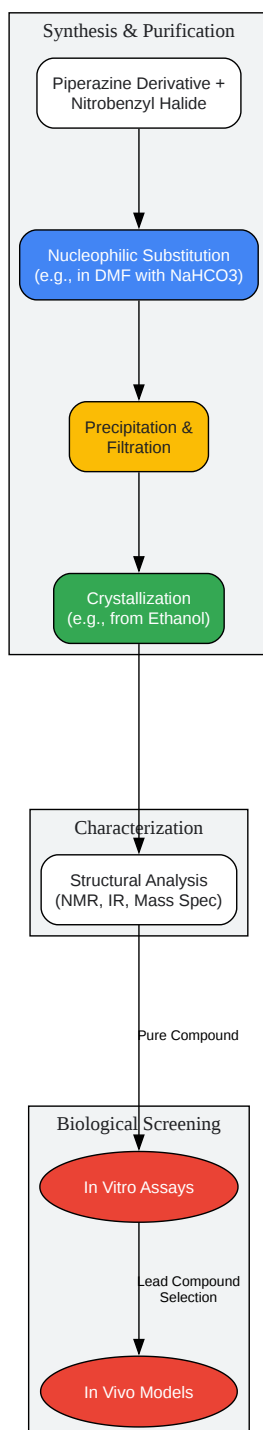 Synthesis & Purification
Piperazine Derivative +
Nitrobenzyl Halide
Nucleophilic Substitution
(e.g., in DMF with NaHCO3)
Precipitation &
Filtration
Crystallization
(e.g., from Ethanol)
Characterization
Structural Analysis
(NMR, IR, Mass Spec)
Pure Compound
Biological Screening
In Vitro Assays
Lead Compound
Selection
In Vivo Models